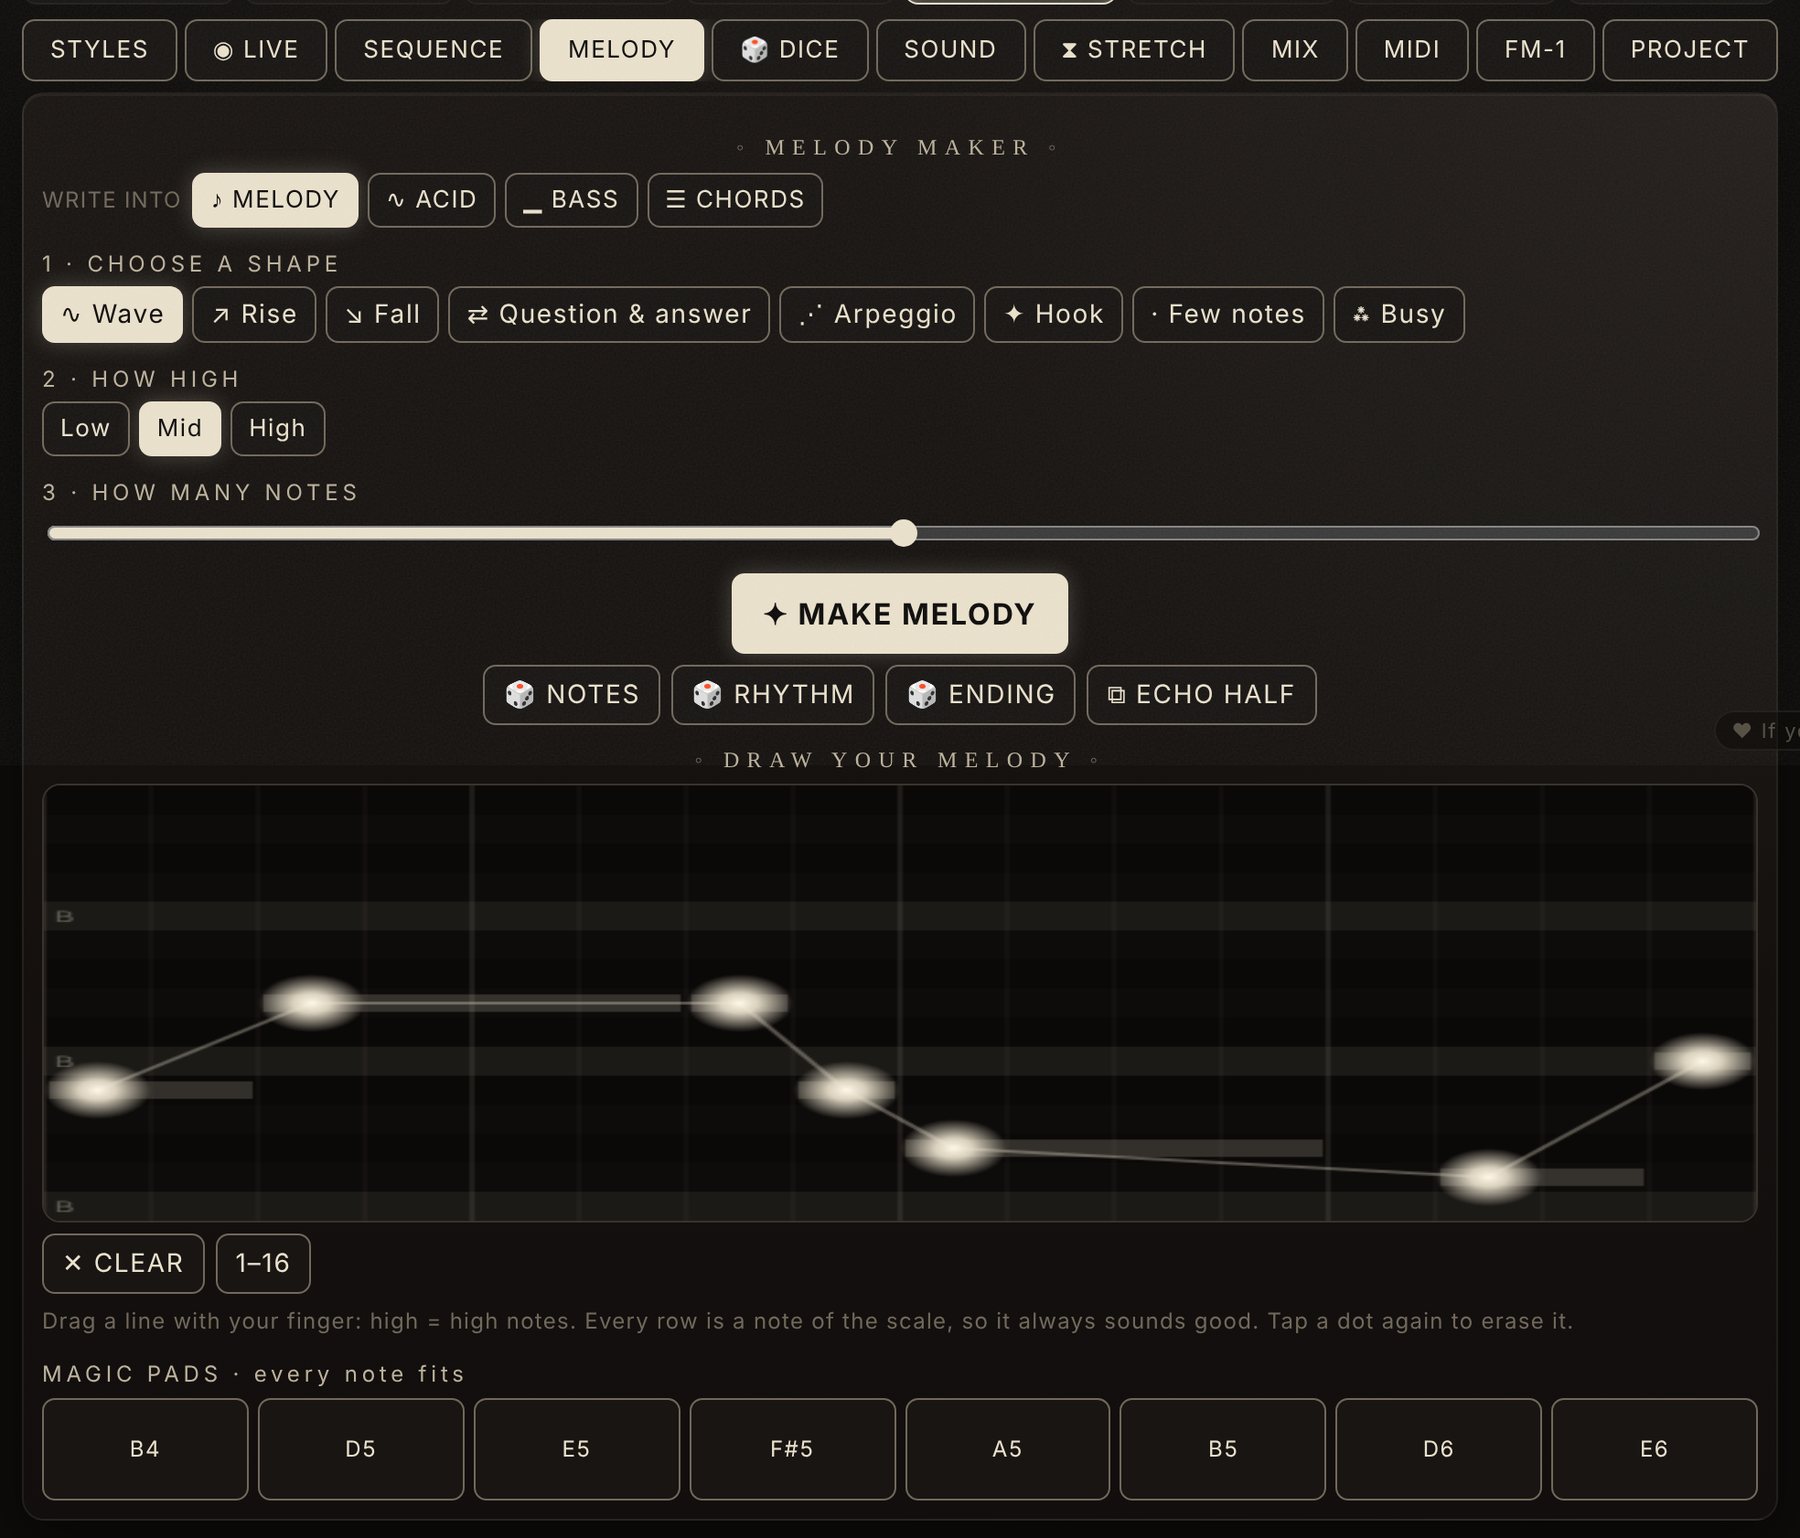 STYLES ◉ LIVE SEQUENCE MELODY 🎲 DICE SOUND ⧗ STRETCH MIX MIDI FM-1 PROJECT
◦ MELODY MAKER ◦
WRITE INTO ♪ MELODY ∿ ACID ▁ BASS ☰ CHORDS
1 · CHOOSE A SHAPE
∿ Wave ↗ Rise ↘ Fall ⇄ Question & answer ⋰ Arpeggio ✦ Hook · Few notes ⁂ Busy
2 · HOW HIGH
Low Mid High
3 · HOW MANY NOTES
✦ MAKE MELODY
🎲 NOTES 🎲 RHYTHM 🎲 ENDING ⧉ ECHO HALF
♥ If
◦ DRAW YOUR MELODY ◦
B
B
B
✕ CLEAR 1–16
Drag a line with your finger: high = high notes. Every row is a note of the scale, so it always sounds good. Tap a dot again to erase it.
MAGIC PADS · every note fits
B4 D5 E5 F#5 A5 B5 D6 E6